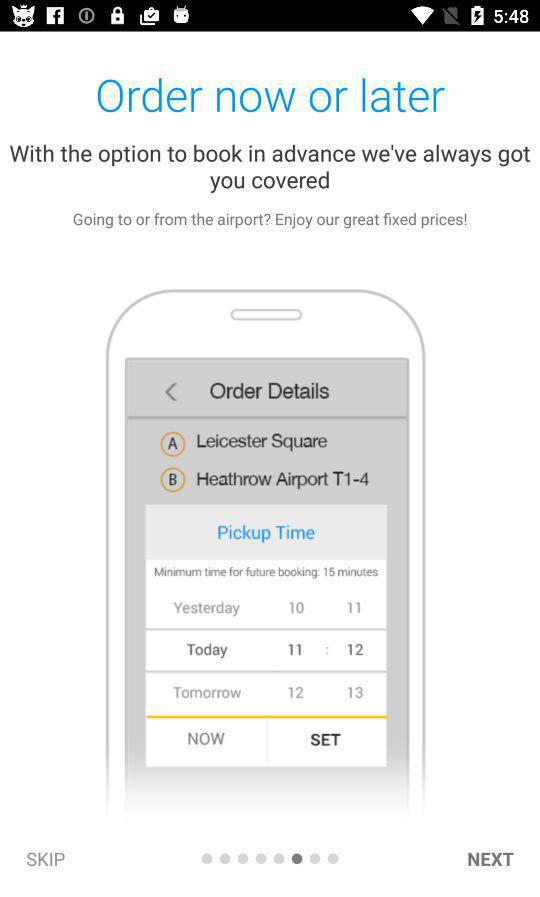 5:48
Order now or later
With the option to book in advance we've always got
you covered
Going to or from the airport? Enjoy our great fixed prices!
Order Details
A Leicester Square
B Heathrow Airport T1-4
Pickup Time
Minimum time for future booking: 15 minutes
Yesterday 10 11
Today 11 : 12
Tomorrow 12 13
NOW SET
SKIP NEXT